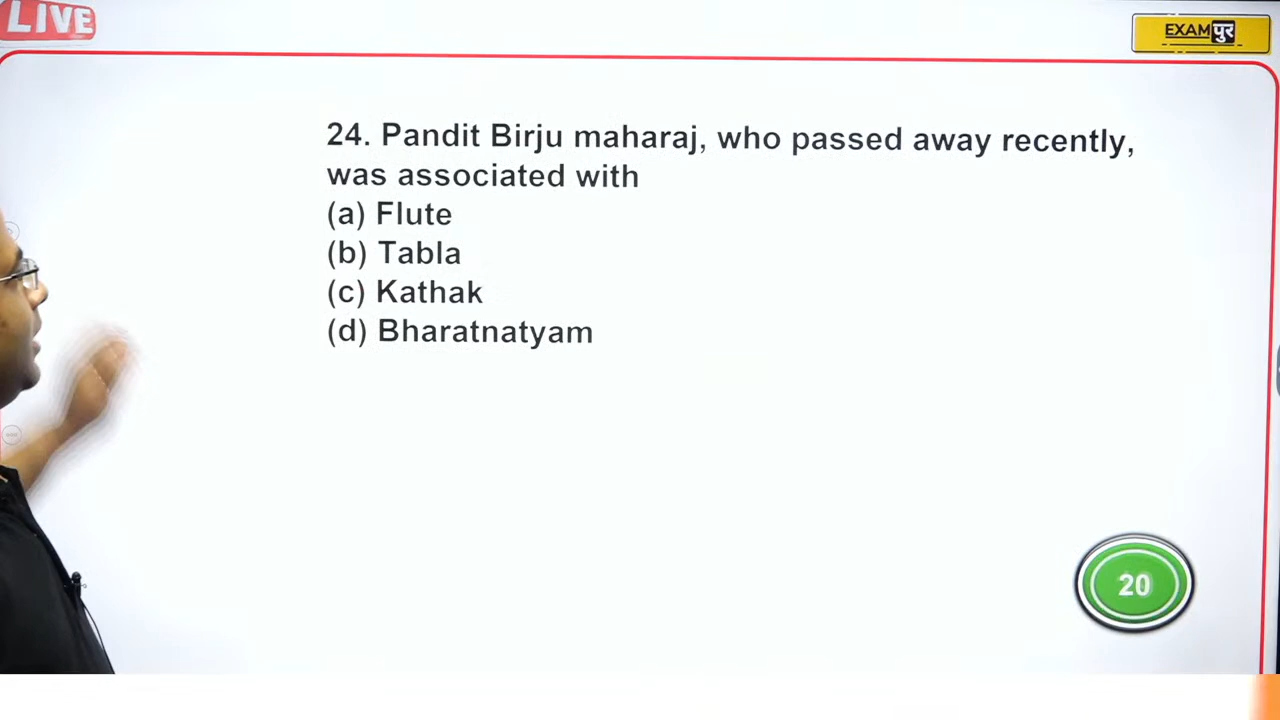 LIVE
EXAMपुर
24. Pandit Birju maharaj, who passed away recently,
was associated with
(a) Flute
(b) Tabla
(c) Kathak
(d) Bharatnatyam
20